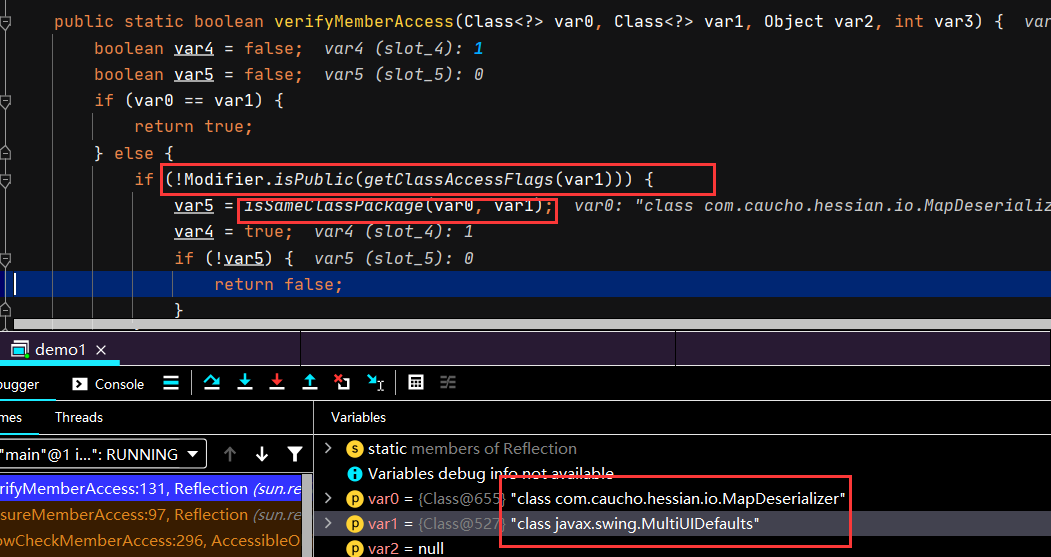 public static boolean verifyMemberAccess(Class<?> var0, Class<?> var1, Object var2, int var3) {  var
boolean var4 = false;  var4 (slot_4): 1
boolean var5 = false;  var5 (slot_5): 0
if (var0 == var1) {
return true;
} else {
if (!Modifier.isPublic(getClassAccessFlags(var1))) {
var5 = isSameClassPackage(var0, var1);  var0: "class com.caucho.hessian.io.MapDeserializ
var4 = true;  var4 (slot_4): 1
if (!var5) {  var5 (slot_5): 0
return false;
}
demo1
ugger
Console
mes
Threads
Variables
"main"@1 i...": RUNNING
static members of Reflection
Variables debug info not available
rifyMemberAccess:131, Reflection (sun.re
var0 = {Class@655} "class com.caucho.hessian.io.MapDeserializer"
sureMemberAccess:97, Reflection (sun.r
var1 = {Class@527} "class javax.swing.MultiUIDefaults"
owCheckMemberAccess:296, AccessibleO
var2 = null